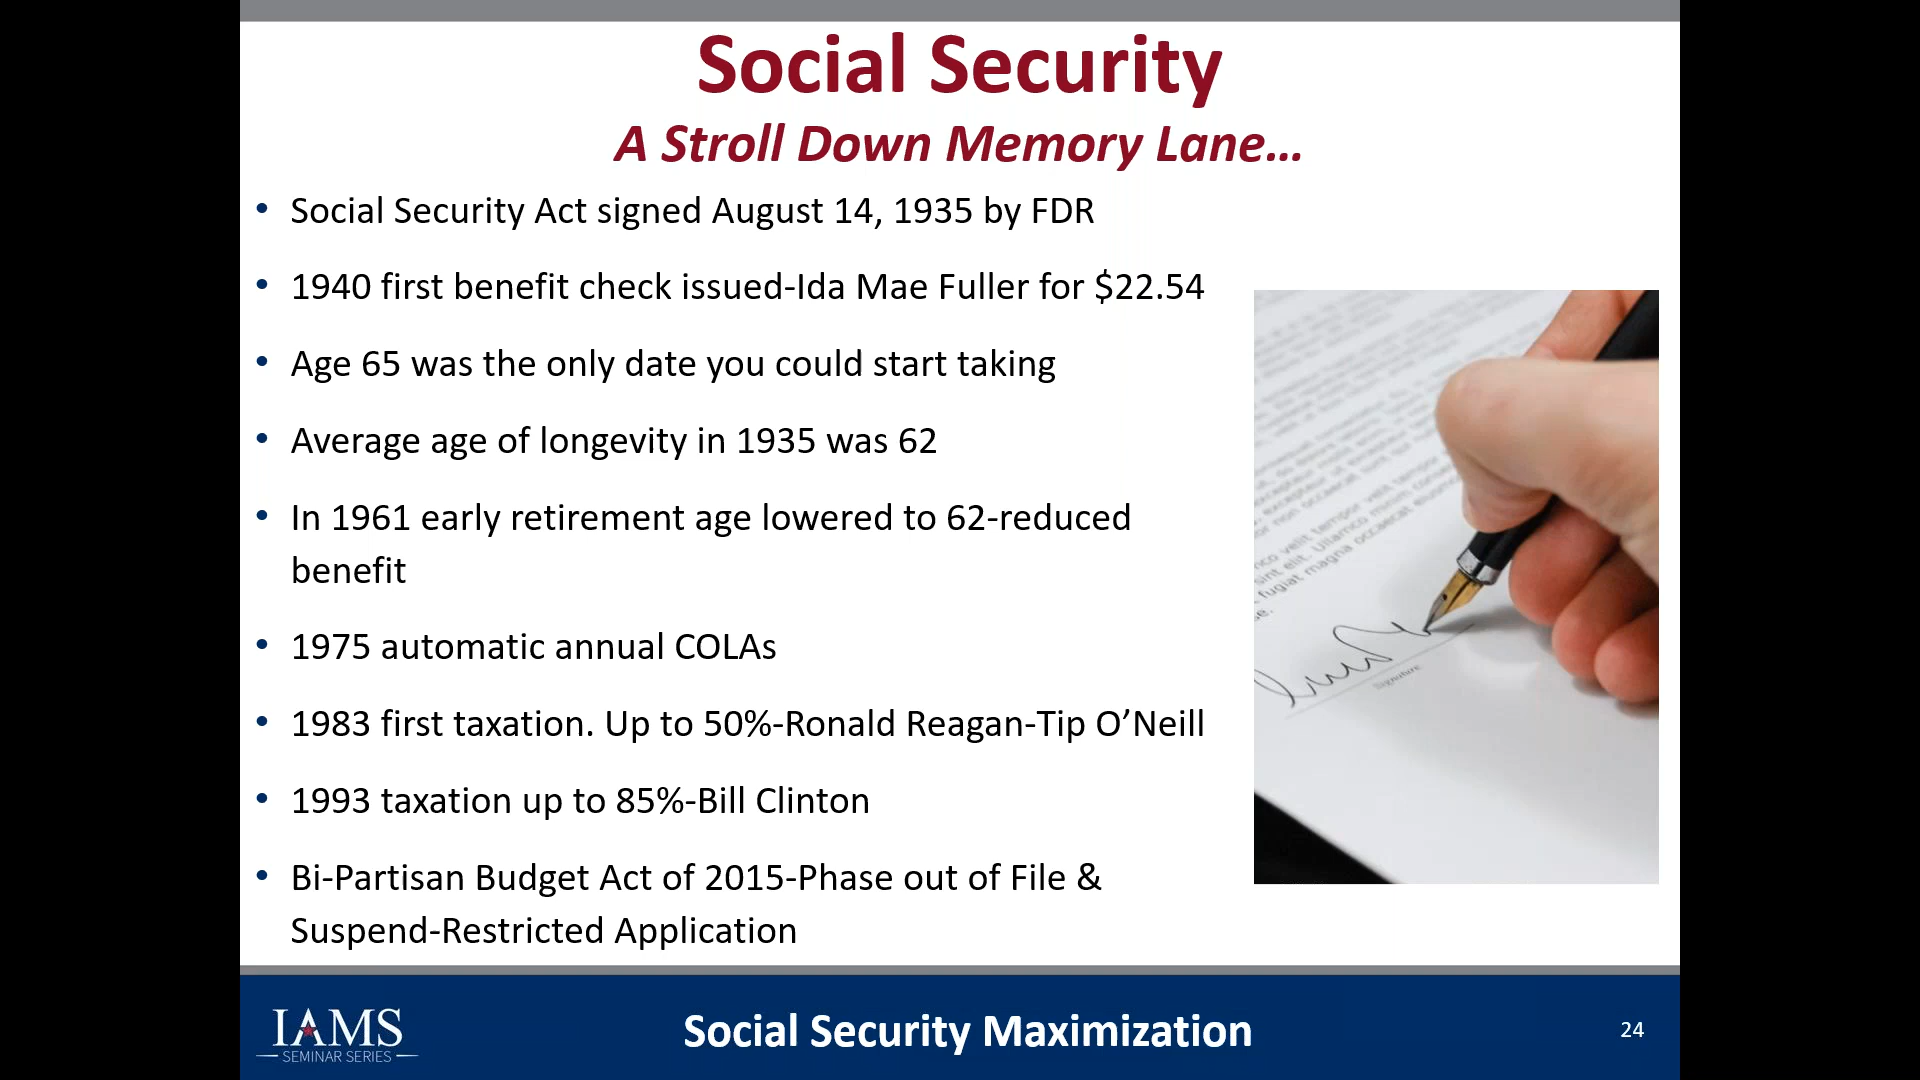 Social Security
A Stroll Down Memory Lane…
• Social Security Act signed August 14, 1935 by FDR
• 1940 first benefit check issued-Ida Mae Fuller for $22.54
• Age 65 was the only date you could start taking
• Average age of longevity in 1935 was 62
• In 1961 early retirement age lowered to 62-reduced
benefit
• 1975 automatic annual COLAs
• 1983 first taxation. Up to 50%-Ronald Reagan-Tip O’Neill
• 1993 taxation up to 85%-Bill Clinton
• Bi-Partisan Budget Act of 2015-Phase out of File &
Suspend-Restricted Application
Signature
IAMS
SEMINAR SERIES
Social Security Maximization
24